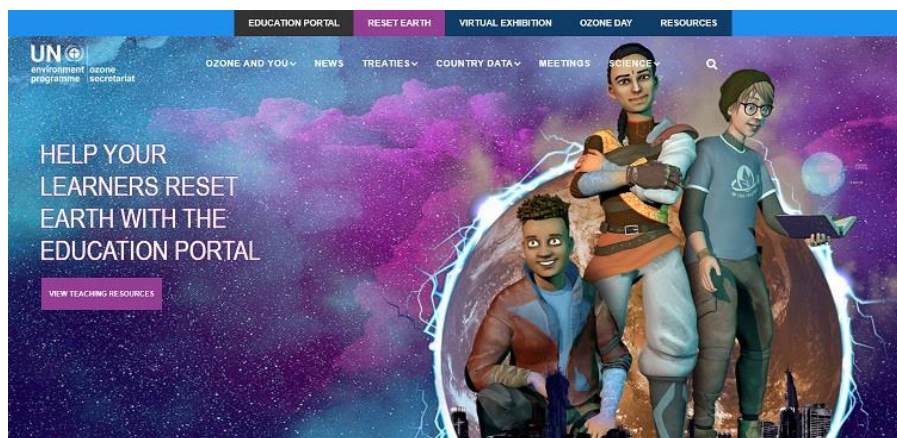 EDUCATION PORTAL RESET EARTH VIRTUAL EXHIBITION OZONE DAY RESOURCES
UN
environment programme
ozone secretariat
OZONE AND YOU NEWS TREATIES COUNTRY DATA MEETINGS SCIENCE
HELP YOUR
LEARNERS RESET
EARTH WITH THE
EDUCATION PORTAL
VIEW TEACHING RESOURCES